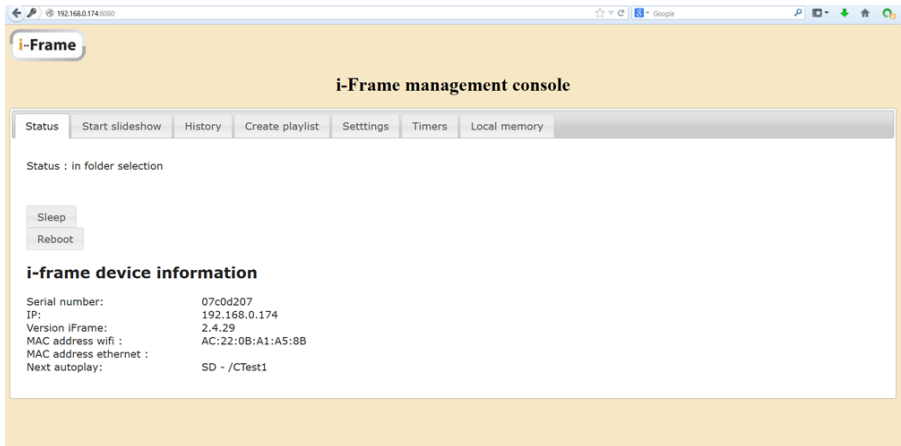 192.168.0.174:8080 Google
i-Frame
i-Frame management console
Status Start slideshow History Create playlist Setttings Timers Local memory
Status : in folder selection
Sleep
Reboot
i-frame device information
Serial number: 07c0d207
IP: 192.168.0.174
Version iFrame: 2.4.29
MAC address wifi : AC:22:0B:A1:A5:8B
MAC address ethernet :
Next autoplay: SD - /CTest1